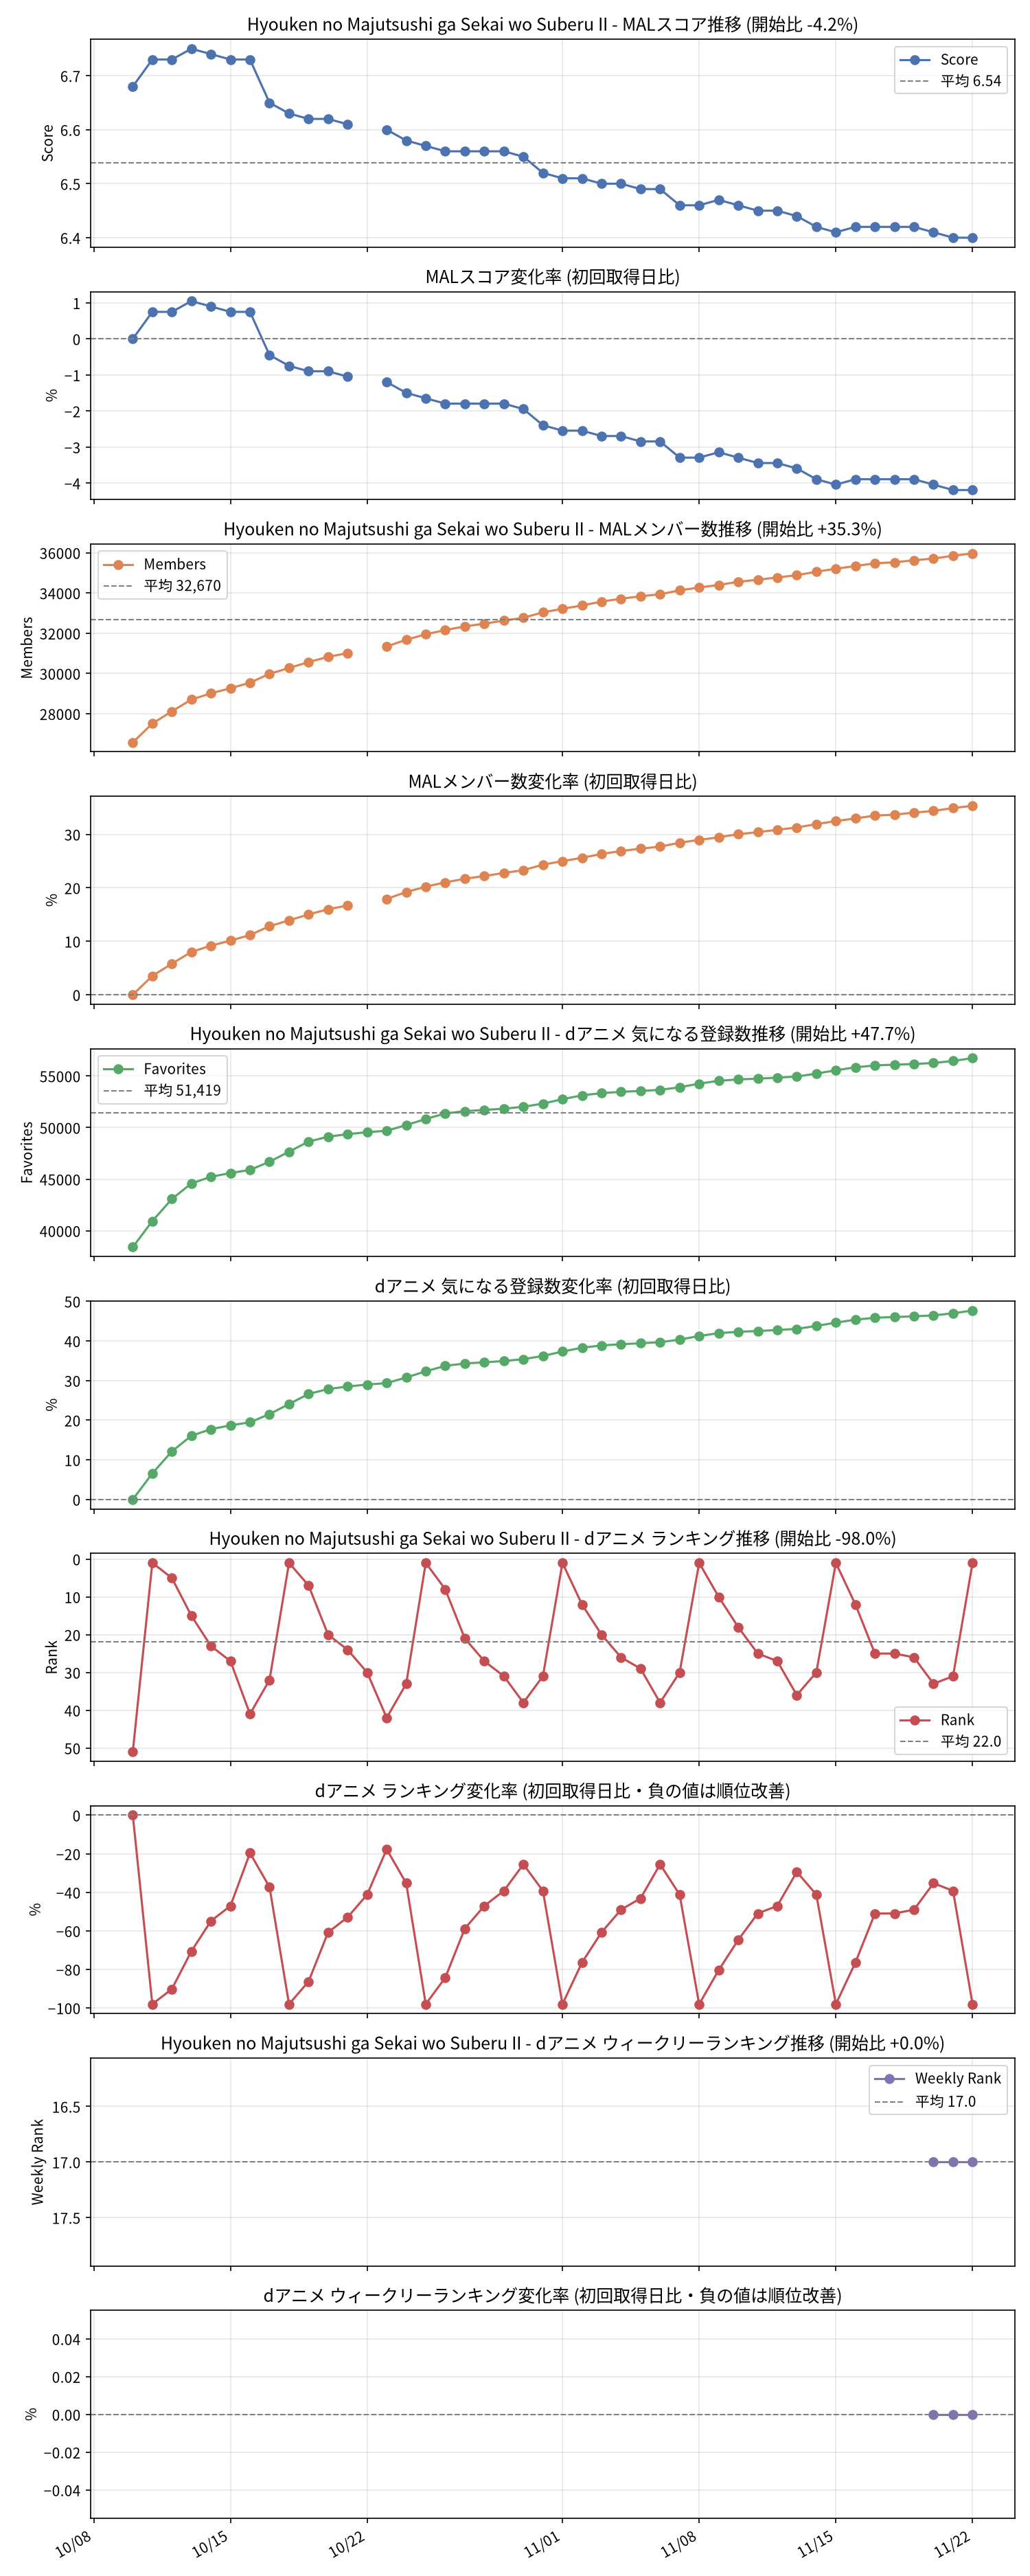 Hyouken no Majutsushi ga Sekai wo Suberu II - MALスコア推移 (開始比 -4.2%)
Score
平均 6.54
Score
6.7
6.6
6.5
6.4
MALスコア変化率 (初回取得日比)
%
1
0
−1
−2
−3
−4
Hyouken no Majutsushi ga Sekai wo Suberu II - MALメンバー数推移 (開始比 +35.3%)
Members
平均 32,670
Members
36000
34000
32000
30000
28000
MALメンバー数変化率 (初回取得日比)
%
30
20
10
0
Hyouken no Majutsushi ga Sekai wo Suberu II - dアニメ 気になる登録数推移 (開始比 +47.7%)
Favorites
平均 51,419
Favorites
55000
50000
45000
40000
dアニメ 気になる登録数変化率 (初回取得日比)
%
50
40
30
20
10
0
Hyouken no Majutsushi ga Sekai wo Suberu II - dアニメ ランキング推移 (開始比 -98.0%)
Rank
0
10
20
30
40
50
Rank
平均 22.0
dアニメ ランキング変化率 (初回取得日比・負の値は順位改善)
%
0
−20
−40
−60
−80
−100
Hyouken no Majutsushi ga Sekai wo Suberu II - dアニメ ウィークリーランキング推移 (開始比 +0.0%)
Weekly Rank
平均 17.0
Weekly Rank
16.5
17.0
17.5
dアニメ ウィークリーランキング変化率 (初回取得日比・負の値は順位改善)
%
0.04
0.02
0.00
−0.02
−0.04
10/08
10/15
10/22
11/01
11/08
11/15
11/22